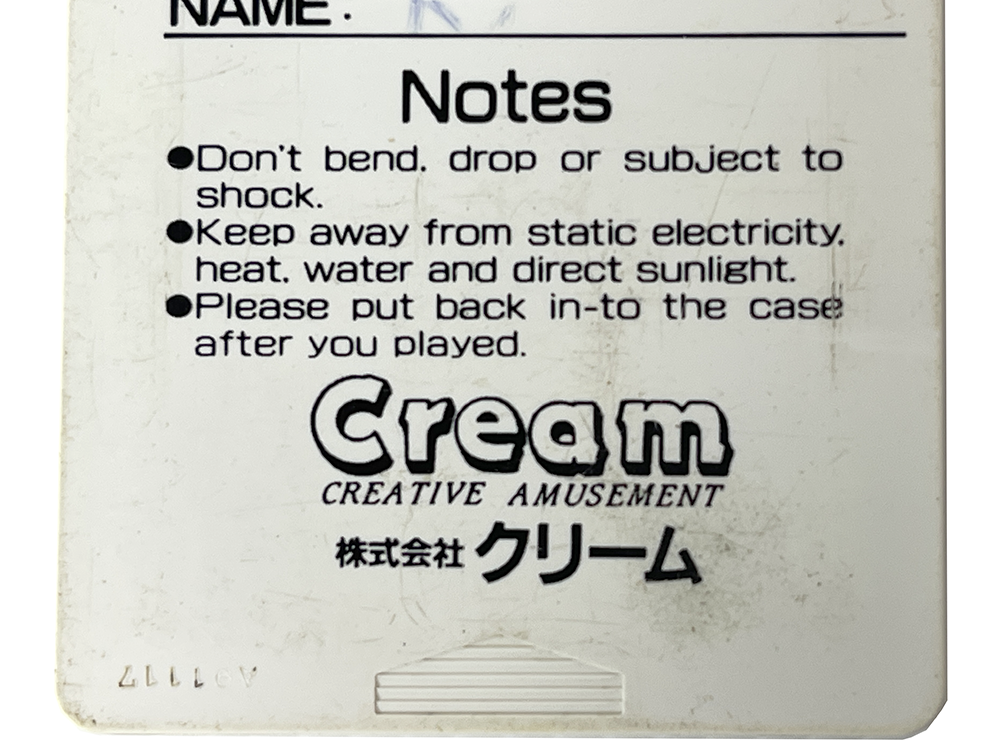 NAME.
Notes
●Don't bend. drop or subject to
shock.
●Keep away from static electricity.
heat. water and direct sunlight.
●Please put back in-to the case
after you played.
Cream
CREATIVE AMUSEMENT
株式会社 クリーム